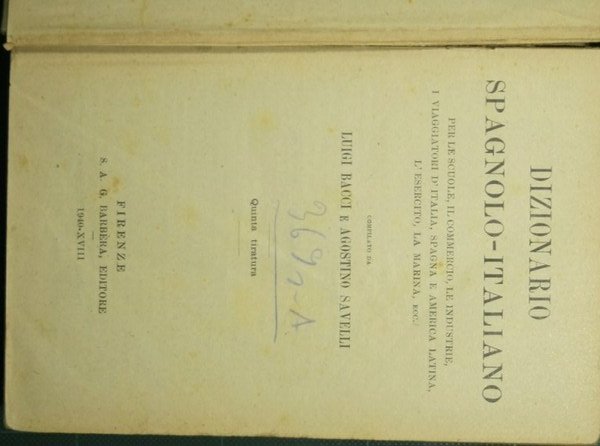 DIZIONARIO
SPAGNOLO-ITALIANO
PER LE SCUOLE, IL COMMERCIO, LE INDUSTRIE,
I VIAGGIATORI D'ITALIA, SPAGNA E AMERICA LATINA,
L'ESERCITO, LA MARINA, ECC.
COMPILATO DA
LUIGI BACCI E AGOSTINO SAVELLI
Quinta tiratura
FIRENZE
S. A. G. BARBÈRA, EDITORE
1940-XVIII